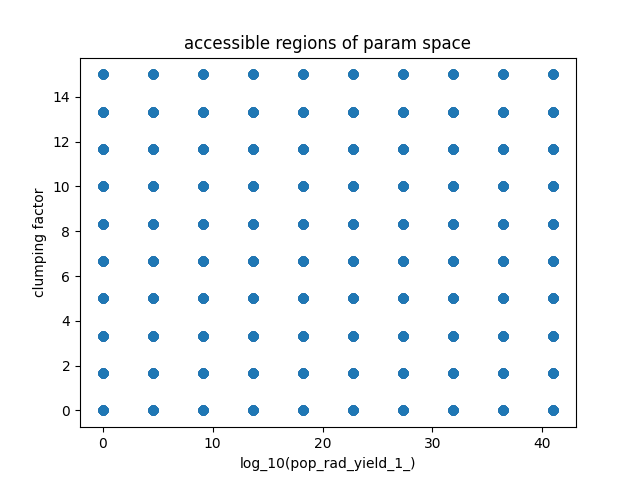 accessible regions of param space
clumping factor
14
12
10
8
6
4
2
0
0 10 20 30 40
log_10(pop_rad_yield_1_)